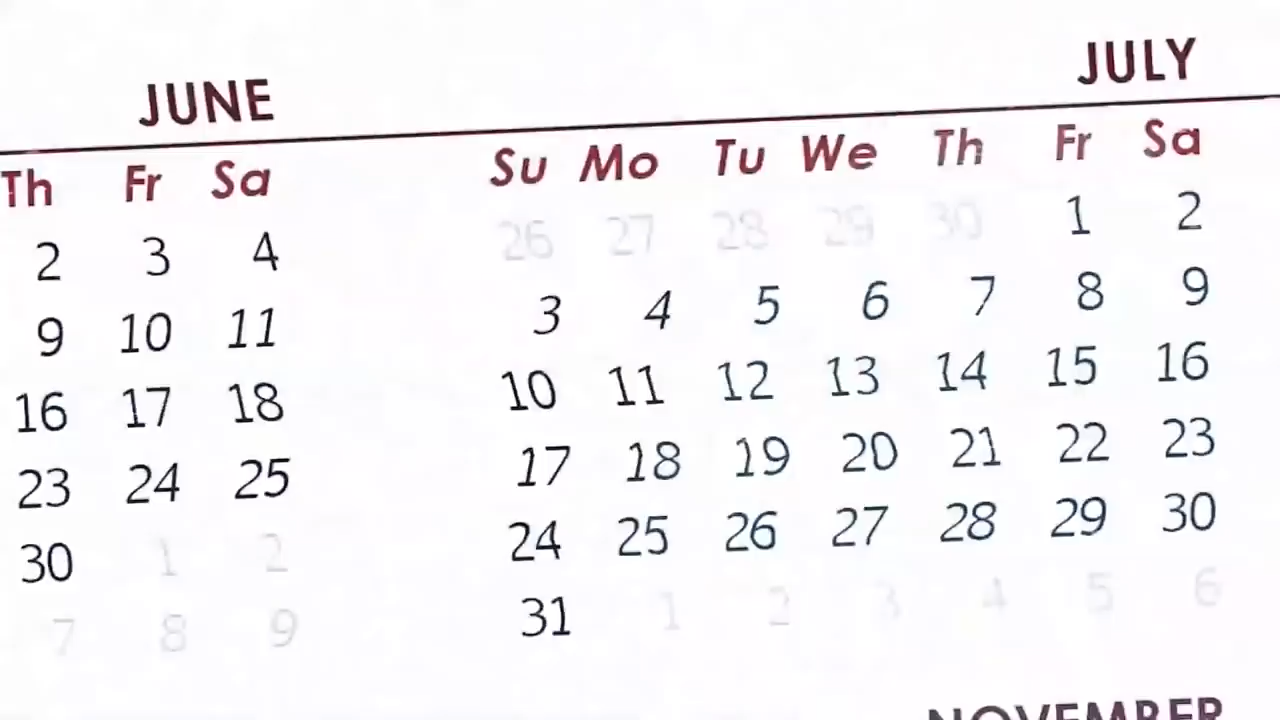 JUNE
Th Fr Sa
2 3 4
9 10 11
16 17 18
23 24 25
30 1 2
7 8 9
JULY
Su Mo Tu We Th Fr Sa
26 27 28 29 30 1 2
3 4 5 6 7 8 9
10 11 12 13 14 15 16
17 18 19 20 21 22 23
24 25 26 27 28 29 30
31 1 2 3 4 5 6
NOVEMBER